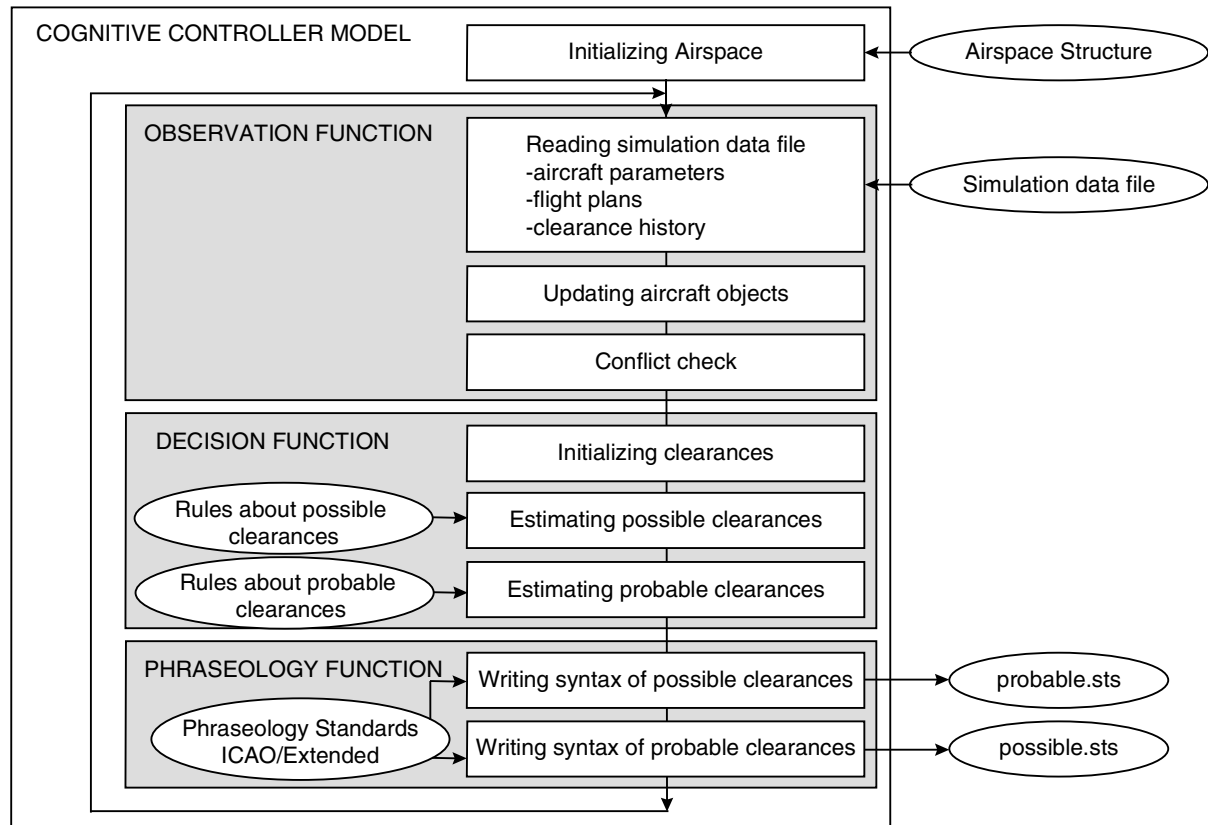 COGNITIVE CONTROLLER MODEL
Initializing Airspace
Airspace Structure
OBSERVATION FUNCTION
Reading simulation data file
-aircraft parameters
-flight plans
-clearance history
Simulation data file
Updating aircraft objects
Conflict check
DECISION FUNCTION
Initializing clearances
Rules about possible
clearances
Estimating possible clearances
Rules about probable
clearances
Estimating probable clearances
PHRASEOLOGY FUNCTION
Writing syntax of possible clearances
probable.sts
Phraseology Standards
ICAO/Extended
Writing syntax of probable clearances
possible.sts